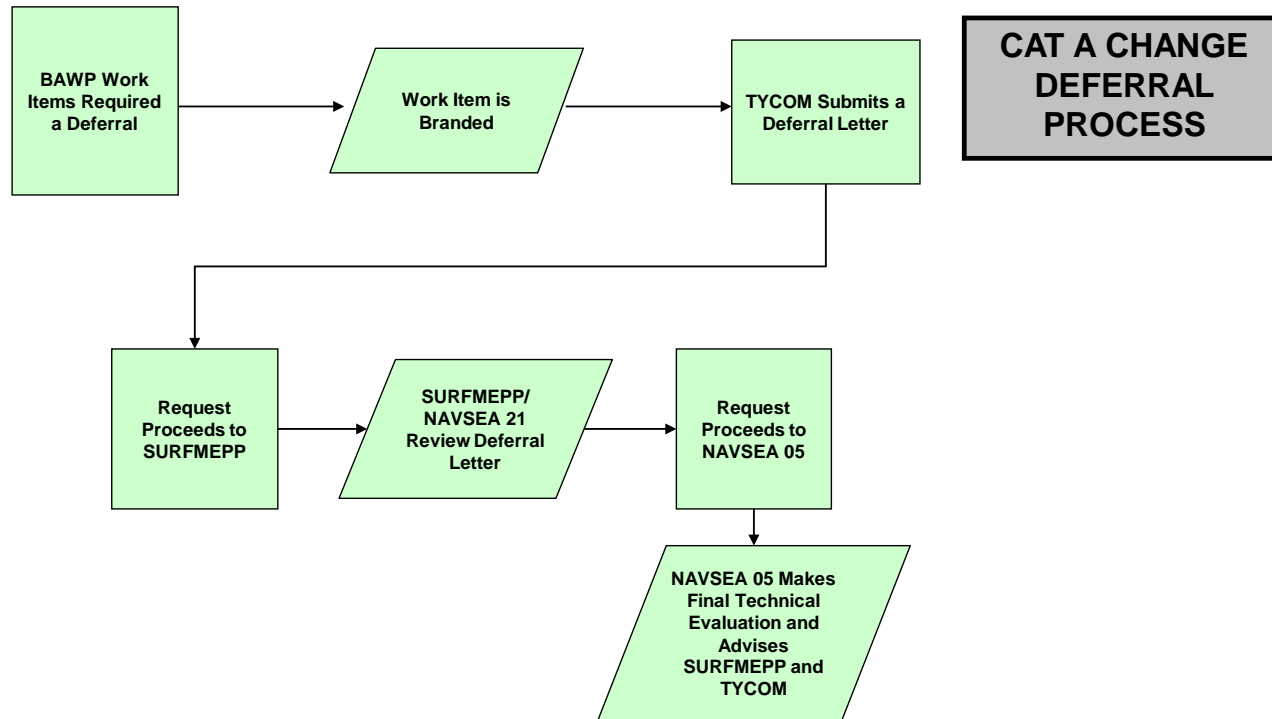 BAWP Work
Items Required
a Deferral
Work Item is
Branded
TYCOM Submits a
Deferral Letter
CAT A CHANGE
DEFERRAL
PROCESS
Request
Proceeds to
SURFMEPP
SURFMEPP/
NAVSEA 21
Review Deferral
Letter
Request
Proceeds to
NAVSEA 05
NAVSEA 05 Makes
Final Technical
Evaluation and
Advises
SURFMEPP and
TYCOM